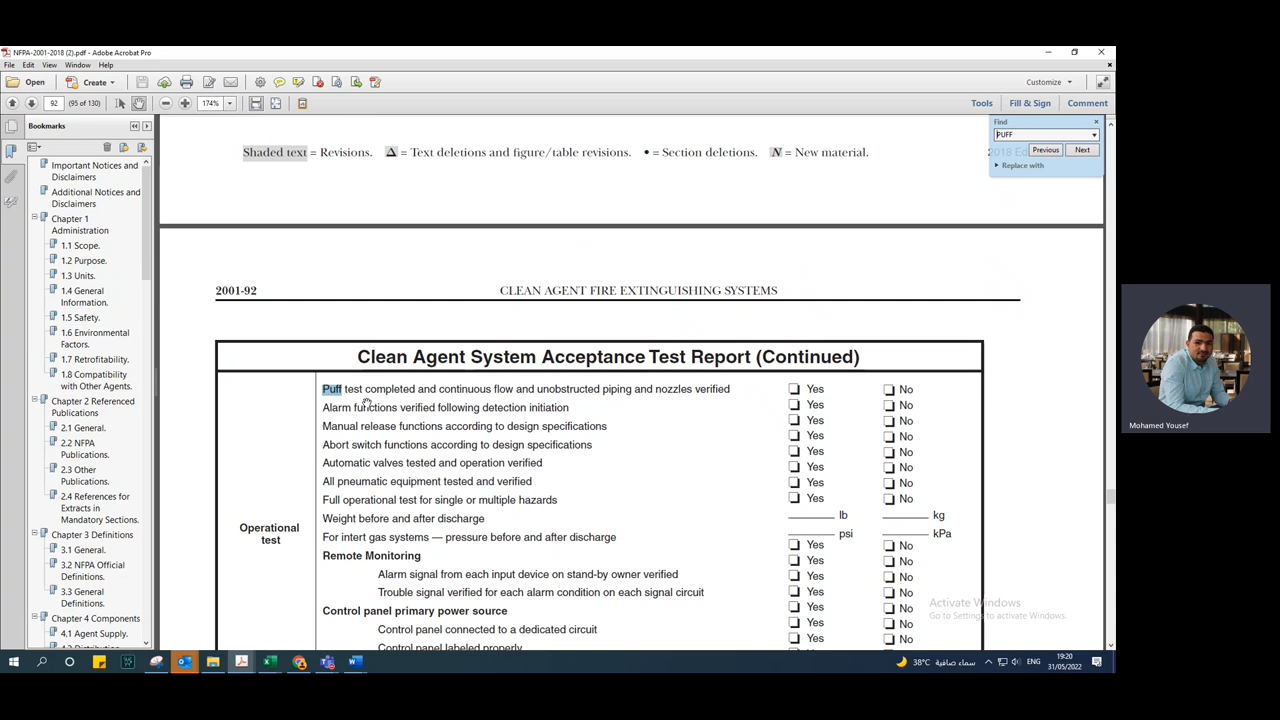 NFPA-2001-2018 (2).pdf - Adobe Acrobat Pro
File Edit View Window Help
Open Create Customize
92 (95 of 130) 174% Tools Fill & Sign Comment
Bookmarks
Important Notices and
Disclaimers
Additional Notices and
Disclaimers
Chapter 1
Administration
1.1 Scope.
1.2 Purpose.
1.3 Units.
1.4 General
Information.
1.5 Safety.
1.6 Environmental
Factors.
1.7 Retrofitability.
1.8 Compatibility
with Other Agents.
Chapter 2 Referenced
Publications
2.1 General.
2.2 NFPA
Publications.
2.3 Other
Publications.
2.4 References for
Extracts in
Mandatory Sections.
Chapter 3 Definitions
3.1 General.
3.2 NFPA Official
Definitions.
3.3 General
Definitions.
Chapter 4 Components
4.1 Agent Supply.
Find
PUFF
Previous Next
Replace with
Shaded text = Revisions. Δ = Text deletions and figure/table revisions. • = Section deletions. N = New material. 2018 Ed
2001-92 CLEAN AGENT FIRE EXTINGUISHING SYSTEMS
Clean Agent System Acceptance Test Report (Continued)
Operational
test
Puff test completed and continuous flow and unobstructed piping and nozzles verified Yes No
Alarm functions verified following detection initiation Yes No
Manual release functions according to design specifications Yes No
Abort switch functions according to design specifications Yes No
Automatic valves tested and operation verified Yes No
All pneumatic equipment tested and verified Yes No
Full operational test for single or multiple hazards Yes No
Weight before and after discharge lb kg
For intert gas systems — pressure before and after discharge psi kPa
Remote Monitoring Yes No
Alarm signal from each input device on stand-by owner verified Yes No
Trouble signal verified for each alarm condition on each signal circuit Yes No
Control panel primary power source Yes No
Control panel connected to a dedicated circuit Yes No
Control panel labeled properly Yes No
Activate Windows
Go to Settings to activate Windows.
38°C سماء صافية ENG
19:20
31/05/2022
Mohamed Yousef